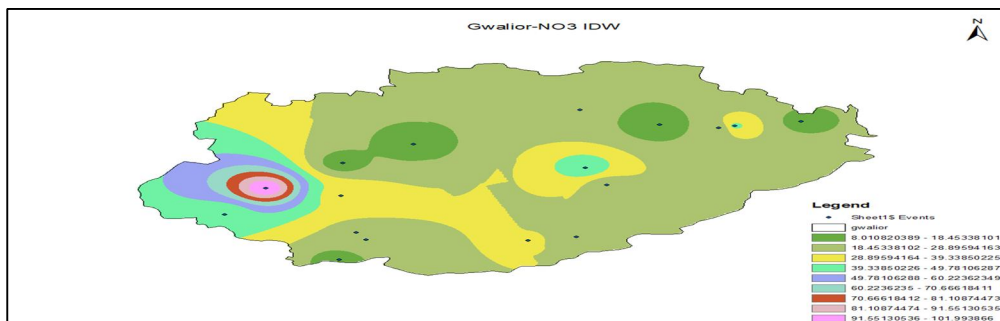 Gwalior-NO3 IDW
N
Legend
Sheet1$ Events
gwalior
8.010820389 - 18.45338101
18.45338102 - 28.89594163
28.89594164 - 39.33850225
39.33850226 - 49.78106287
49.78106288 - 60.22362349
60.2236235 - 70.66618411
70.66618412 - 81.10874473
81.10874474 - 91.55130535
91.55130536 - 101.993866